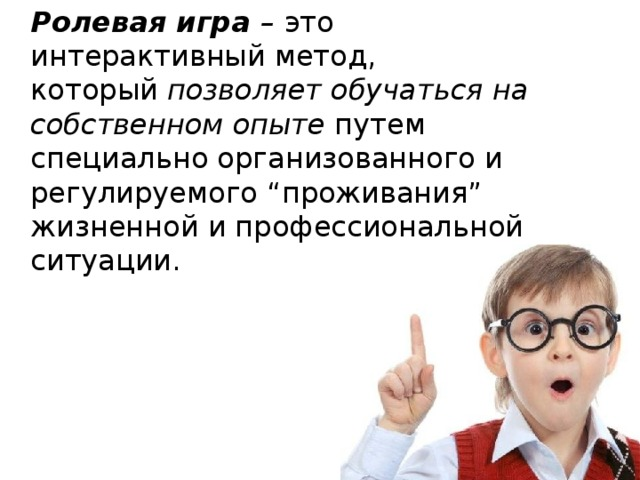 Ролевая игра – это
интерактивный метод,
который позволяет обучаться на
собственном опыте путем
специально организованного и
регулируемого “проживания”
жизненной и профессиональной
ситуации.